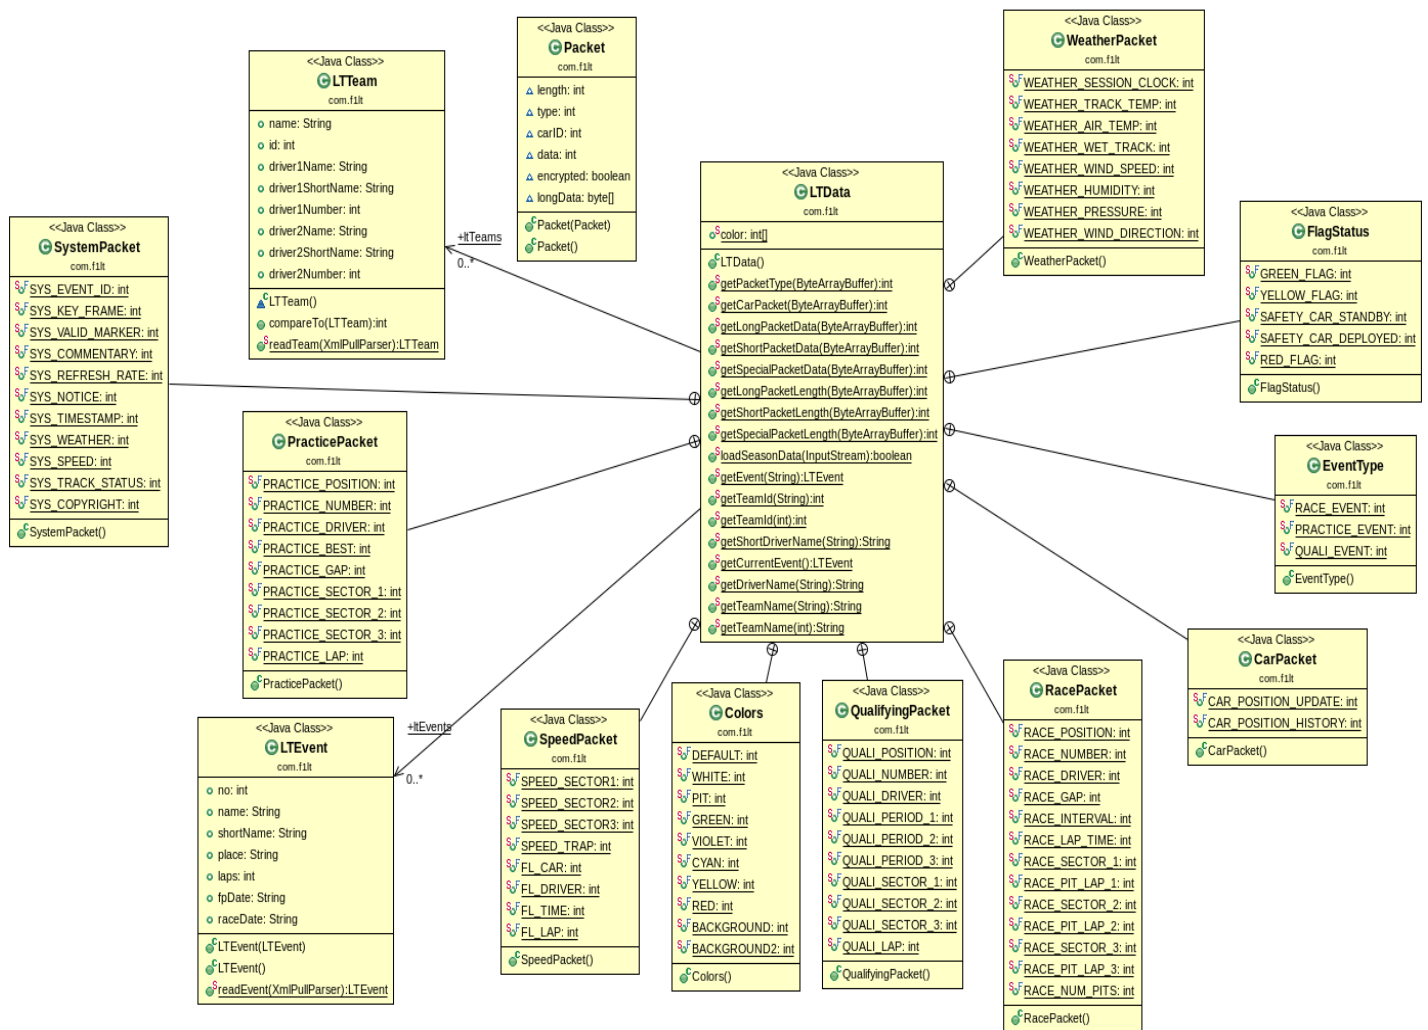 <<Java Class>>
Packet
com.f1lt
length: int
type: int
carID: int
data: int
encrypted: boolean
longData: byte[]
Packet(Packet)
Packet()
<<Java Class>>
WeatherPacket
com.f1lt
WEATHER_SESSION_CLOCK: int
WEATHER_TRACK_TEMP: int
WEATHER_AIR_TEMP: int
WEATHER_WET_TRACK: int
WEATHER_WIND_SPEED: int
WEATHER_HUMIDITY: int
WEATHER_PRESSURE: int
WEATHER_WIND_DIRECTION: int
WeatherPacket()
<<Java Class>>
LTTeam
com.f1lt
name: String
id: int
driver1Name: String
driver1ShortName: String
driver1Number: int
driver2Name: String
driver2ShortName: String
driver2Number: int
LTTeam()
compareTo(LTTeam):int
readTeam(XmlPullParser):LTTeam
+ltTeams
0..*
<<Java Class>>
LTData
com.f1lt
color: int[]
LTData()
getPacketType(ByteArrayBuffer):int
getCarPacket(ByteArrayBuffer):int
getLongPacketData(ByteArrayBuffer):int
getShortPacketData(ByteArrayBuffer):int
getSpecialPacketData(ByteArrayBuffer):int
getLongPacketLength(ByteArrayBuffer):int
getShortPacketLength(ByteArrayBuffer):int
getSpecialPacketLength(ByteArrayBuffer):int
loadSeasonData(InputStream):boolean
getEvent(String):LTEvent
getTeamId(String):int
getTeamId(int):int
getShortDriverName(String):String
getCurrentEvent():LTEvent
getDriverName(String):String
getTeamName(String):String
getTeamName(int):String
<<Java Class>>
FlagStatus
com.f1lt
GREEN_FLAG: int
YELLOW_FLAG: int
SAFETY_CAR_STANDBY: int
SAFETY_CAR_DEPLOYED: int
RED_FLAG: int
FlagStatus()
<<Java Class>>
SystemPacket
com.f1lt
SYS_EVENT_ID: int
SYS_KEY_FRAME: int
SYS_VALID_MARKER: int
SYS_COMMENTARY: int
SYS_REFRESH_RATE: int
SYS_NOTICE: int
SYS_TIMESTAMP: int
SYS_WEATHER: int
SYS_SPEED: int
SYS_TRACK_STATUS: int
SYS_COPYRIGHT: int
SystemPacket()
<<Java Class>>
PracticePacket
com.f1lt
PRACTICE_POSITION: int
PRACTICE_NUMBER: int
PRACTICE_DRIVER: int
PRACTICE_BEST: int
PRACTICE_GAP: int
PRACTICE_SECTOR_1: int
PRACTICE_SECTOR_2: int
PRACTICE_SECTOR_3: int
PRACTICE_LAP: int
PracticePacket()
<<Java Class>>
EventType
com.f1lt
RACE_EVENT: int
PRACTICE_EVENT: int
QUALI_EVENT: int
EventType()
<<Java Class>>
CarPacket
com.f1lt
CAR_POSITION_UPDATE: int
CAR_POSITION_HISTORY: int
CarPacket()
<<Java Class>>
LTEvent
com.f1lt
no: int
name: String
shortName: String
place: String
laps: int
fpDate: String
raceDate: String
LTEvent(LTEvent)
LTEvent()
readEvent(XmlPullParser):LTEvent
+ltEvents
0..*
<<Java Class>>
SpeedPacket
com.f1lt
SPEED_SECTOR1: int
SPEED_SECTOR2: int
SPEED_SECTOR3: int
SPEED_TRAP: int
FL_CAR: int
FL_DRIVER: int
FL_TIME: int
FL_LAP: int
SpeedPacket()
<<Java Class>>
Colors
com.f1lt
DEFAULT: int
WHITE: int
PIT: int
GREEN: int
VIOLET: int
CYAN: int
YELLOW: int
RED: int
BACKGROUND: int
BACKGROUND2: int
Colors()
<<Java Class>>
QualifyingPacket
com.f1lt
QUALI_POSITION: int
QUALI_NUMBER: int
QUALI_DRIVER: int
QUALI_PERIOD_1: int
QUALI_PERIOD_2: int
QUALI_PERIOD_3: int
QUALI_SECTOR_1: int
QUALI_SECTOR_2: int
QUALI_SECTOR_3: int
QUALI_LAP: int
QualifyingPacket()
<<Java Class>>
RacePacket
com.f1lt
RACE_POSITION: int
RACE_NUMBER: int
RACE_DRIVER: int
RACE_GAP: int
RACE_INTERVAL: int
RACE_LAP_TIME: int
RACE_SECTOR_1: int
RACE_PIT_LAP_1: int
RACE_SECTOR_2: int
RACE_PIT_LAP_2: int
RACE_SECTOR_3: int
RACE_PIT_LAP_3: int
RACE_NUM_PITS: int
RacePacket()